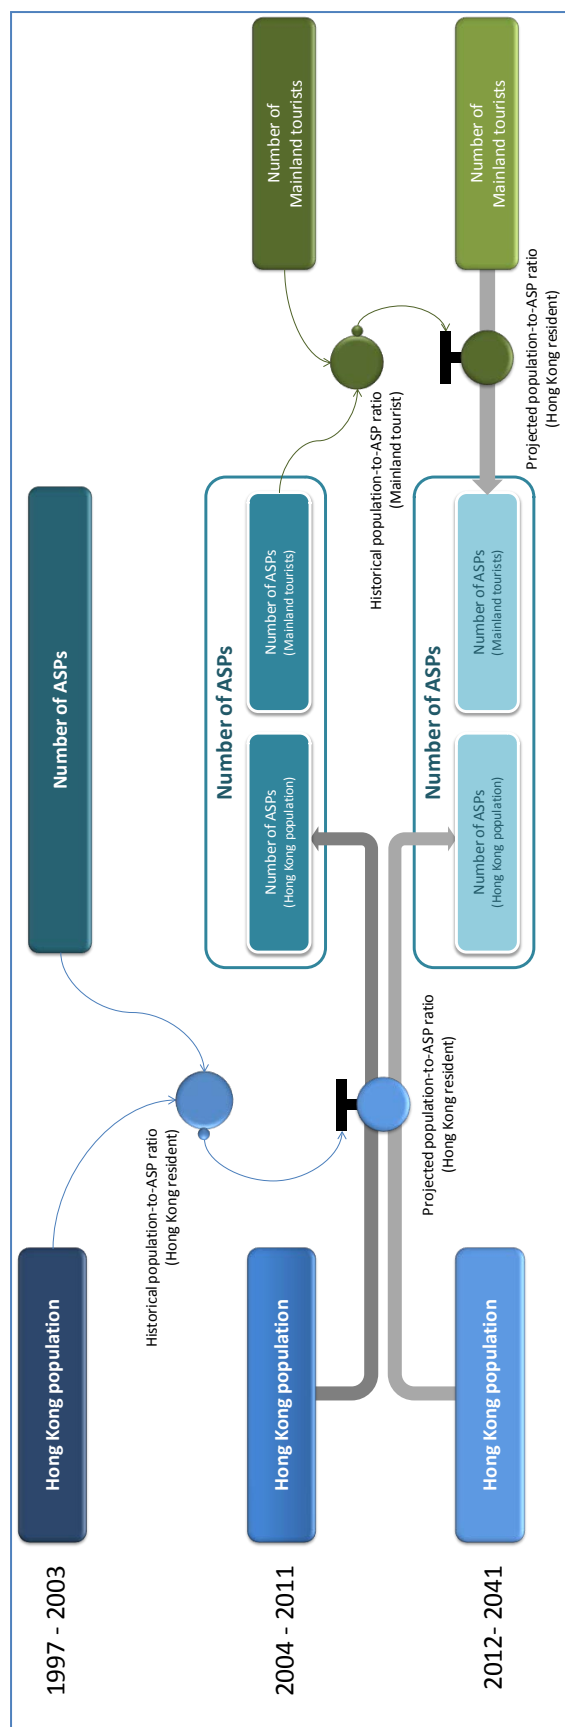 1997 - 2003
Hong Kong population
Number of ASPs
Historical population-to-ASP ratio
(Hong Kong resident)
2004 - 2011
Hong Kong population
Number of ASPs
Number of ASPs
(Hong Kong population)
Number of ASPs
(Mainland tourists)
Number of
Mainland tourists
Historical population-to-ASP ratio
(Mainland tourist)
Projected population-to-ASP ratio
(Hong Kong resident)
2012- 2041
Hong Kong population
Number of ASPs
Number of ASPs
(Hong Kong population)
Number of ASPs
(Mainland tourists)
Number of
Mainland tourists
Projected population-to-ASP ratio
(Hong Kong resident)